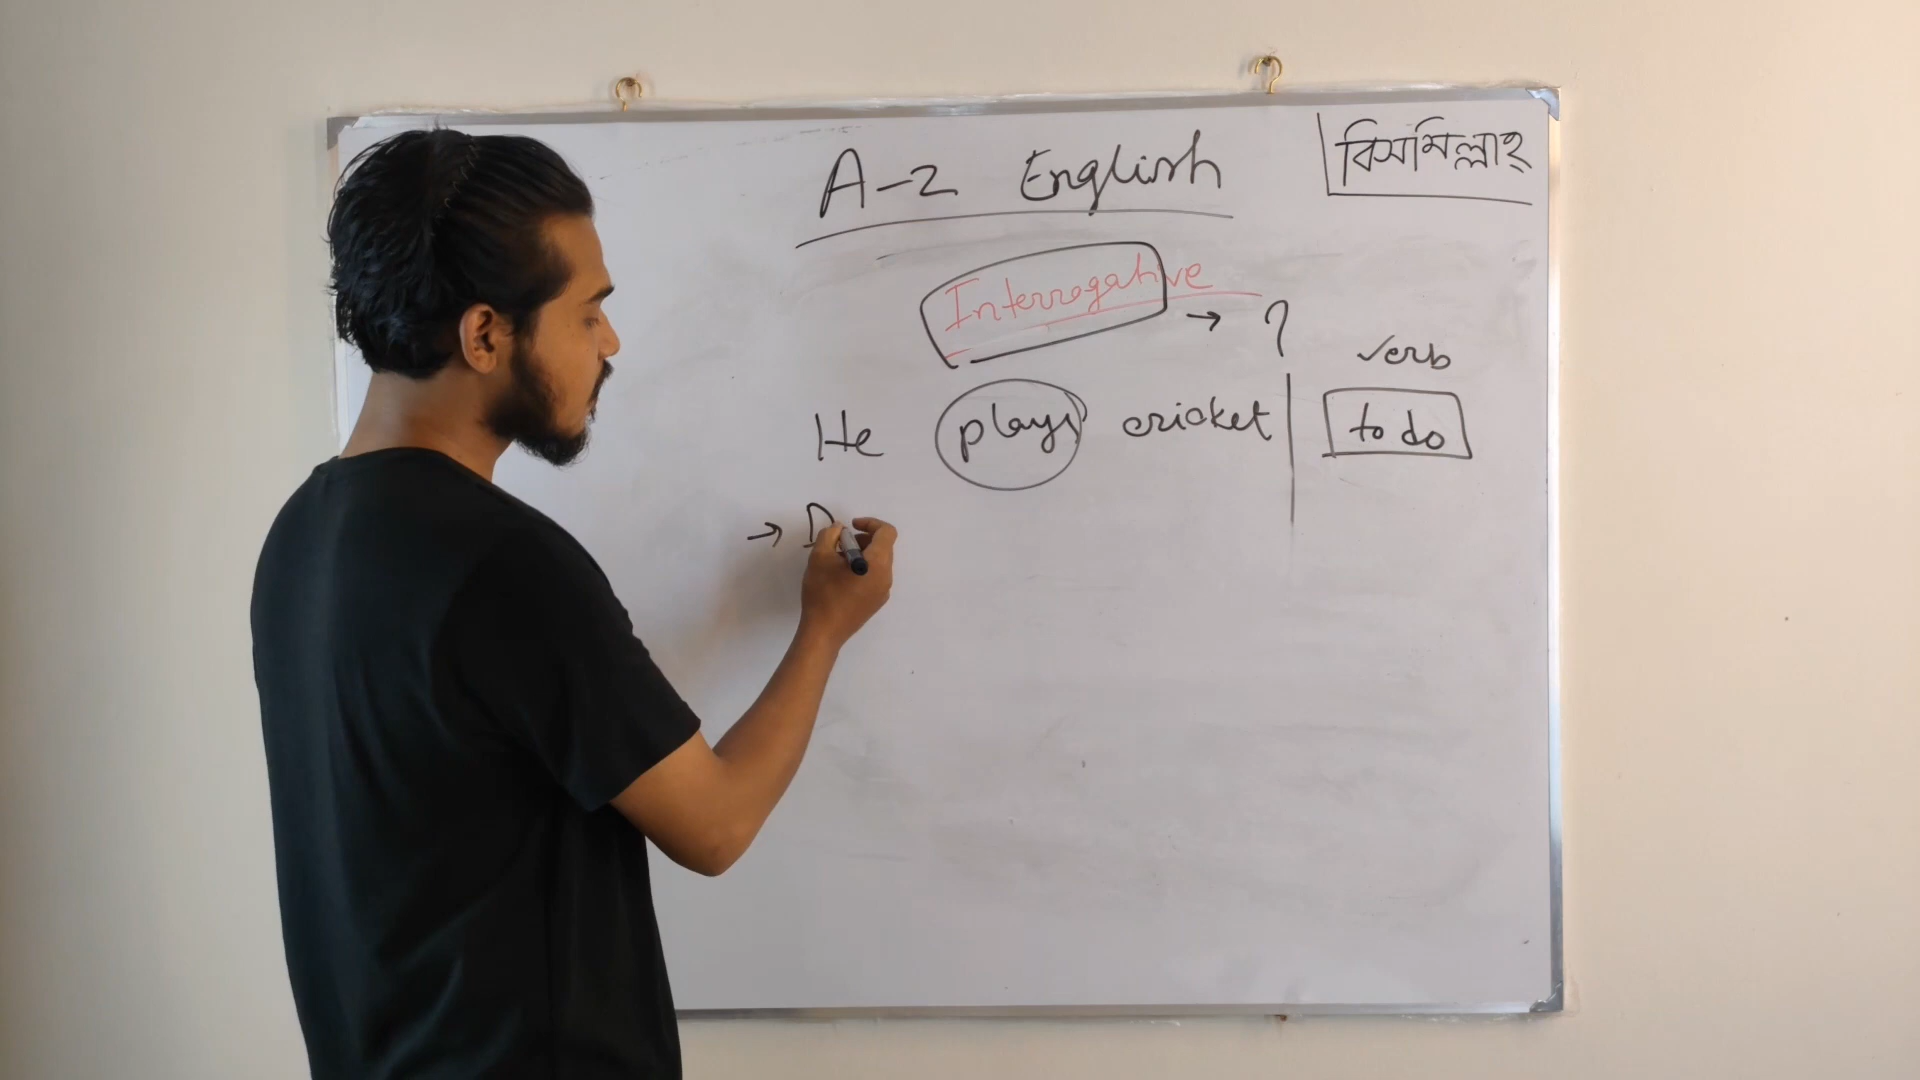 A-Z English
বিসমিল্লাহ্
Interrogative
→ ?
verb
He plays cricket
to do
→ D